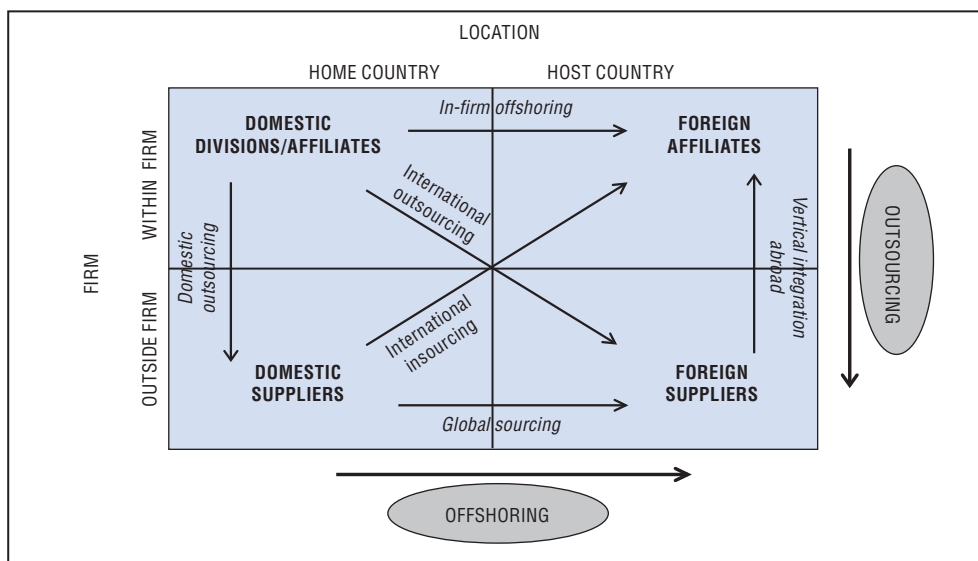 LOCATION
HOME COUNTRY
HOST COUNTRY
FIRM
WITHIN FIRM
OUTSIDE FIRM
DOMESTIC
DIVISIONS/AFFILIATES
In-firm offshoring
FOREIGN
AFFILIATES
International
outsourcing
Domestic
outsourcing
Vertical integration
abroad
OUTSOURCING
International
insourcing
DOMESTIC
SUPPLIERS
Global sourcing
FOREIGN
SUPPLIERS
OFFSHORING